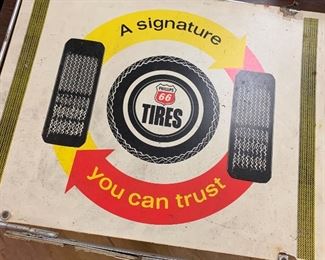 A signature
PHILLIPS
66
TIRES
you can trust